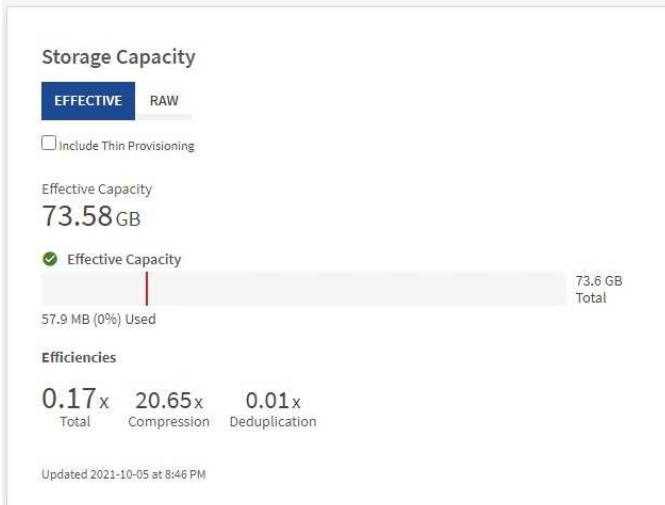 Storage Capacity
EFFECTIVE RAW
Include Thin Provisioning
Effective Capacity
73.58 GB
Effective Capacity
73.6 GB
Total
57.9 MB (0%) Used
Efficiencies
0.17 x 20.65 x 0.01 x
Total Compression Deduplication
Updated 2021-10-05 at 8:46 PM